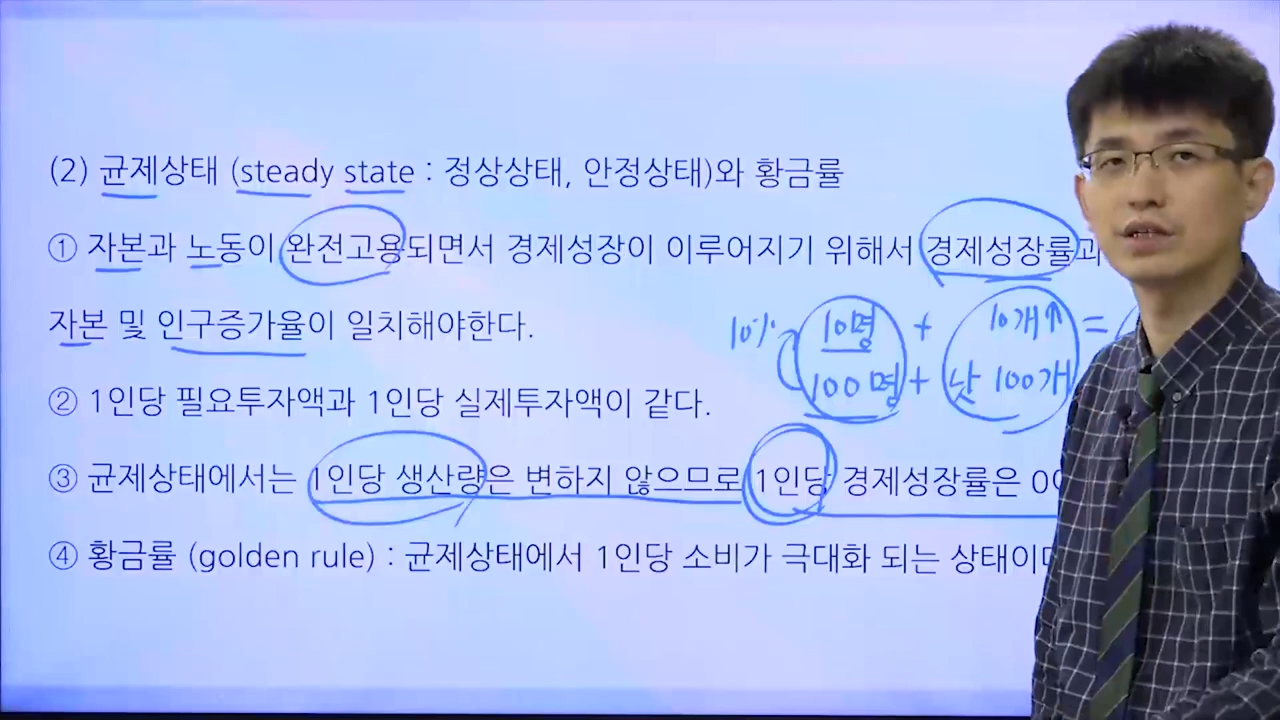 (2) 균제상태 (steady state : 정상상태, 안정상태)와 황금률
① 자본과 노동이 완전고용되면서 경제성장이 이루어지기 위해서 경제성장률과
자본 및 인구증가율이 일치해야한다.
10% 10명 + 10개↑ =
100명 + 낫 100개
② 1인당 필요투자액과 1인당 실제투자액이 같다.
③ 균제상태에서는 1인당 생산량은 변하지 않으므로 1인당 경제성장률은 0
④ 황금률 (golden rule) : 균제상태에서 1인당 소비가 극대화 되는 상태이다